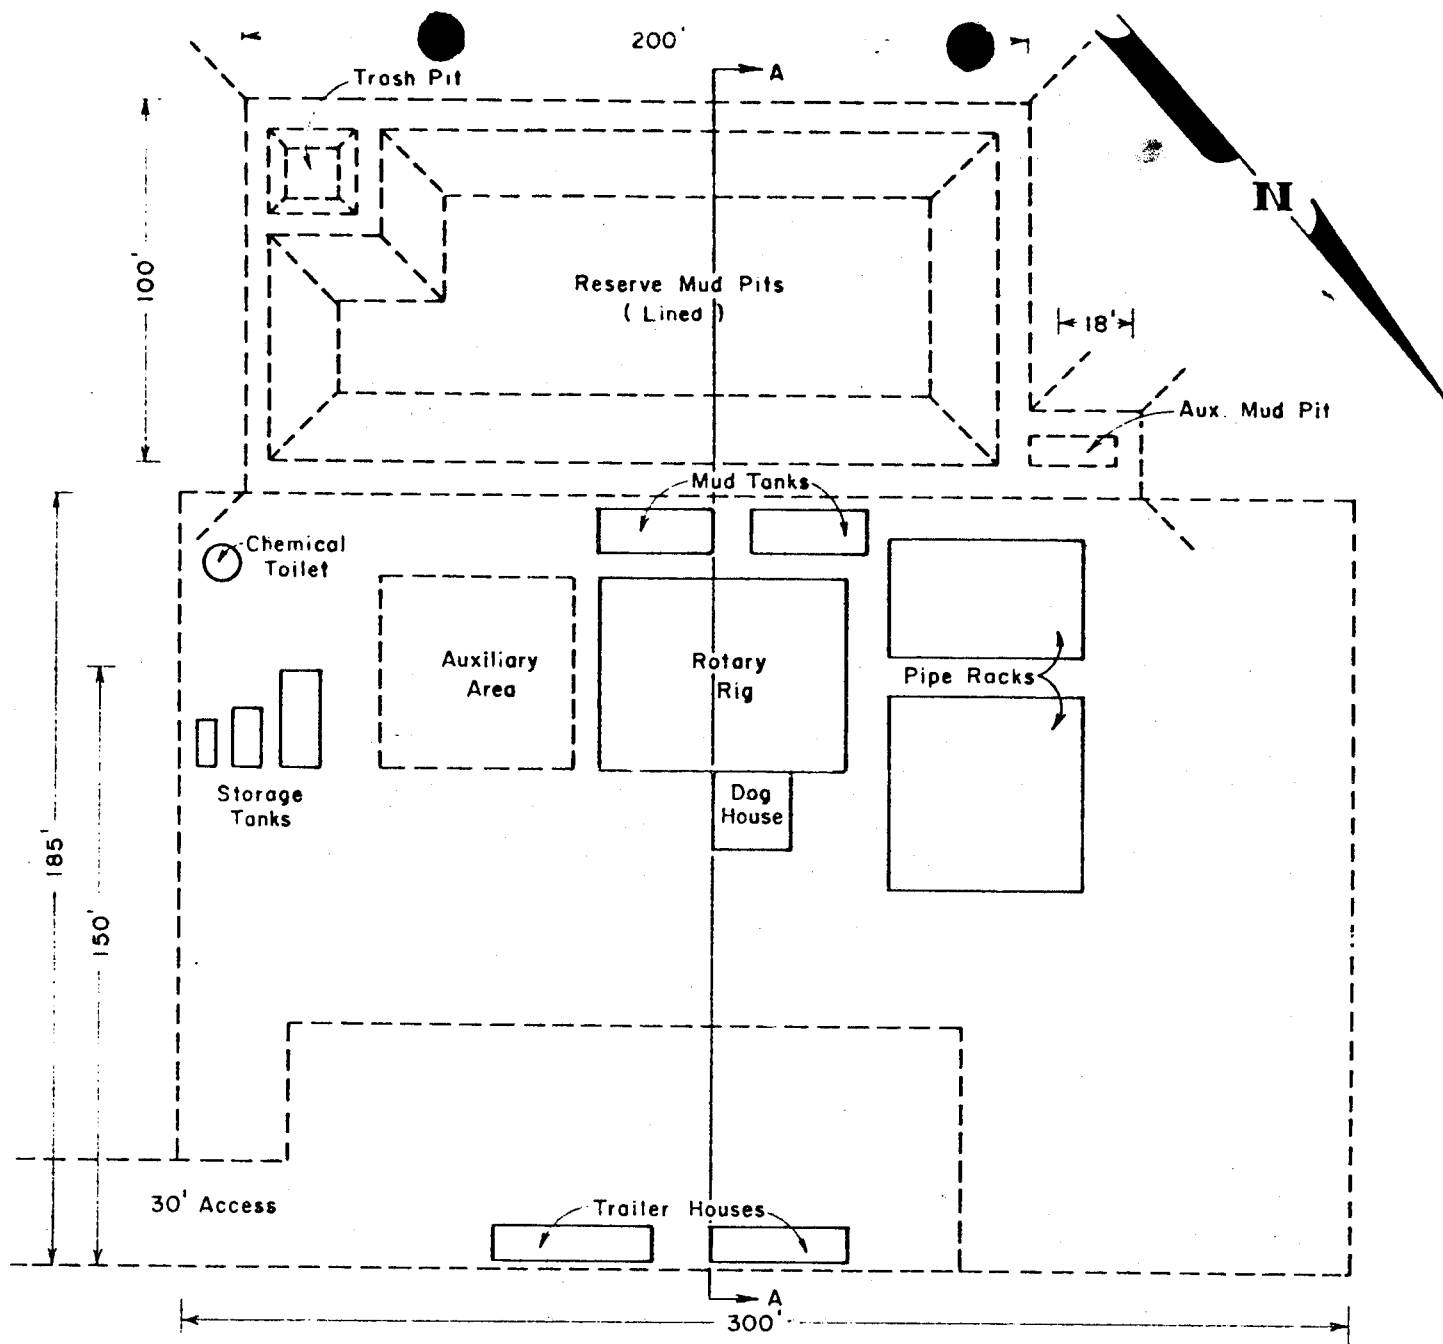 200'
A
Trash Pit
N
100'
Reserve Mud Pits
( Lined )
18'
Aux. Mud Pit
Mud Tanks
Chemical
Toilet
Auxiliary
Area
Rotary
Rig
Pipe Racks
Storage
Tanks
Dog
House
185'
150'
30' Access
Trailer Houses
A
300'